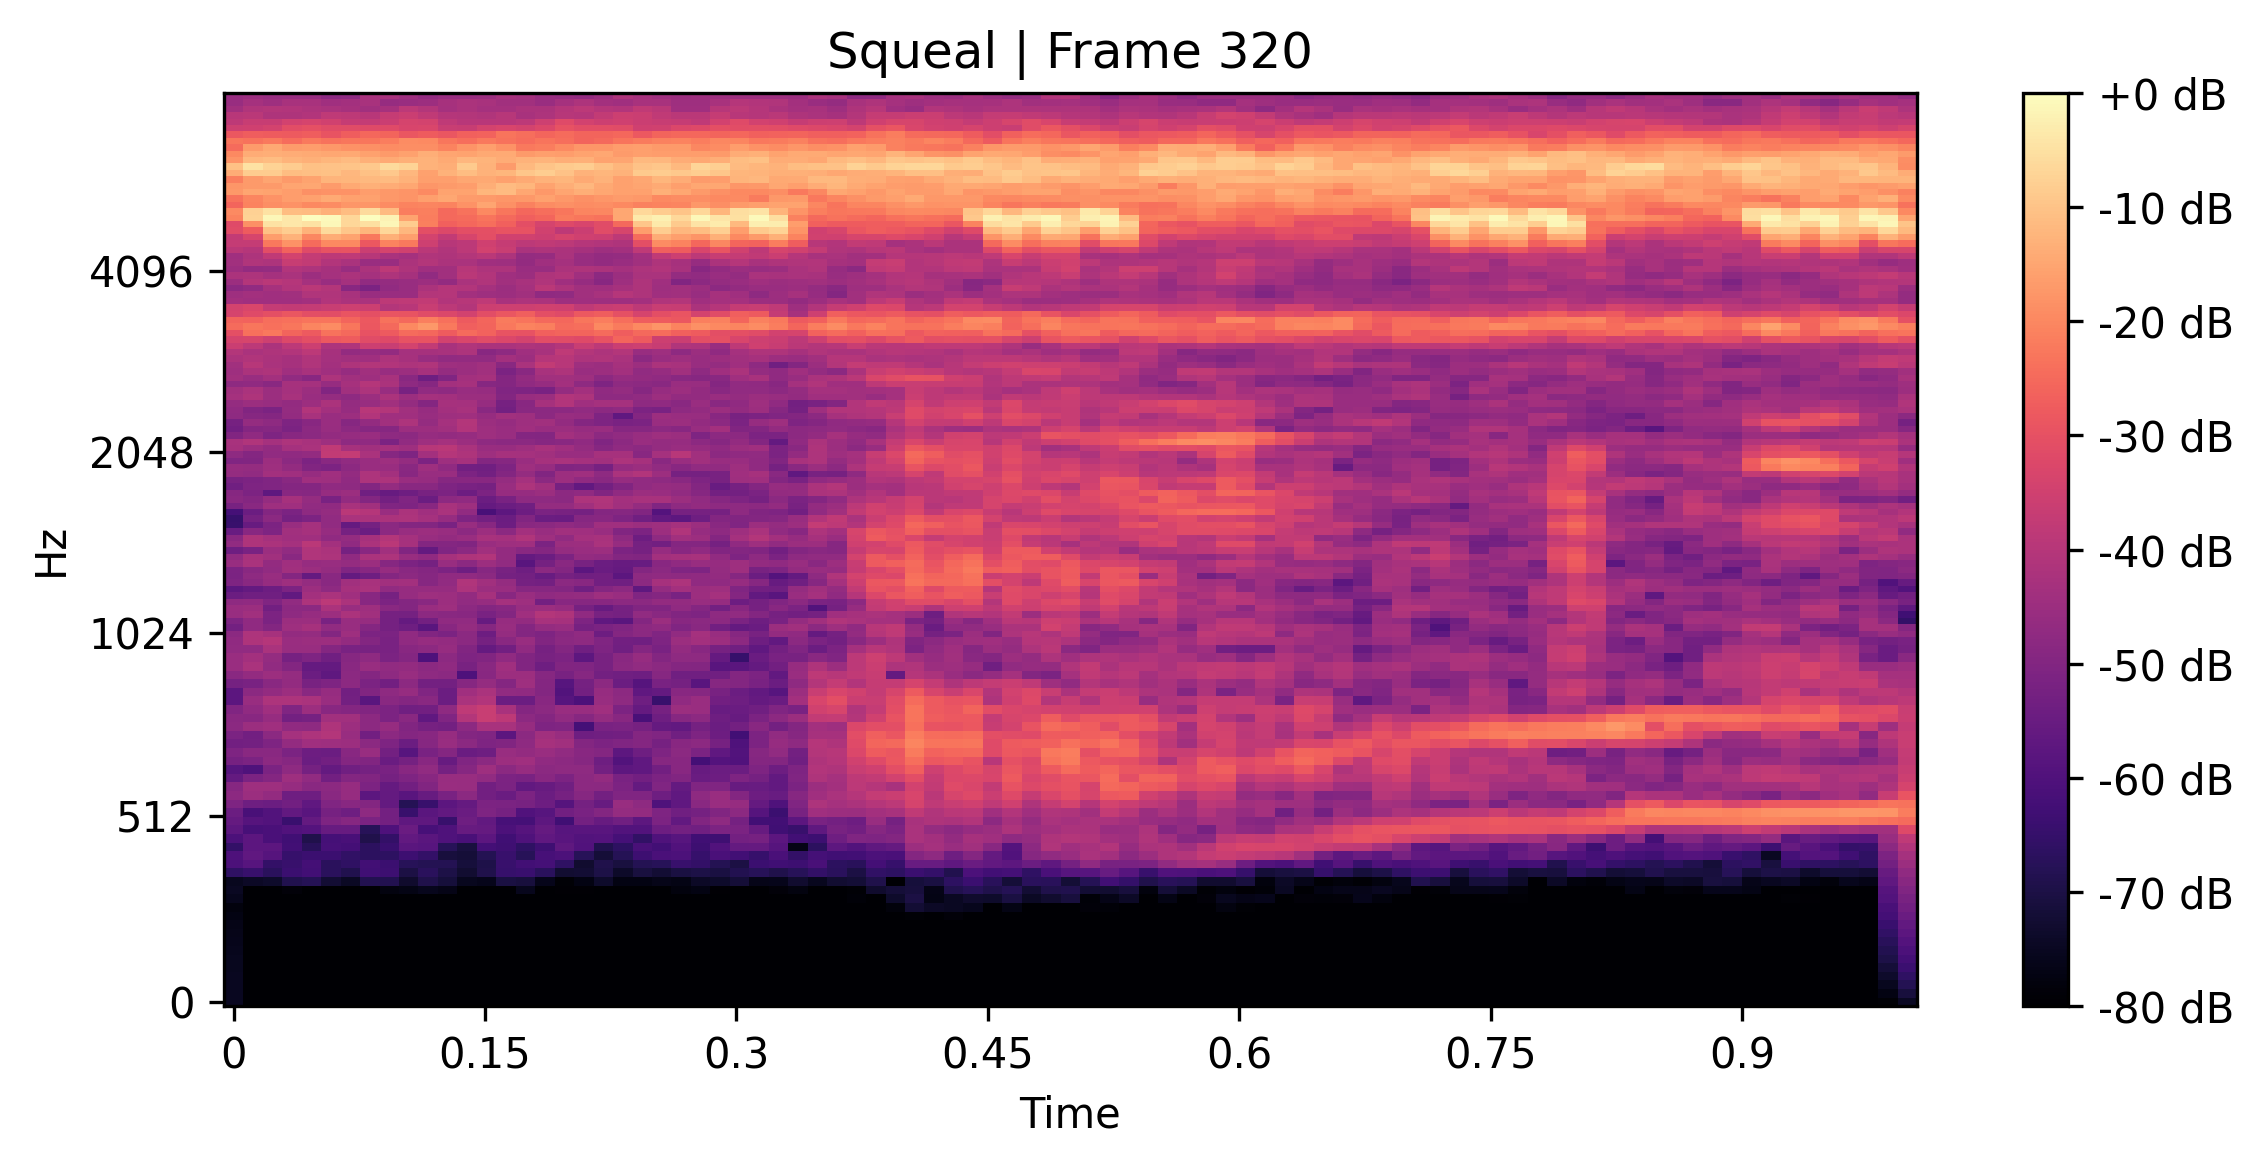 Squeal | Frame 320
+0 dB
-10 dB
4096
-20 dB
-30 dB
2048
Hz
-40 dB
1024
-50 dB
512
-60 dB
-70 dB
0
-80 dB
0 0.15 0.3 0.45 0.6 0.75 0.9
Time